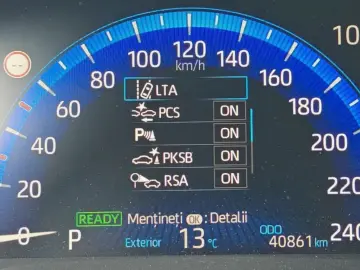 100 120 140
80 km/h 160
60 180
40 200
20 220
0 240
10
LTA
PCS ON
P ON
PKSB ON
RSA ON
READY Mențineți OK: Detalii
P Exterior 13 °C ODO 40861 km